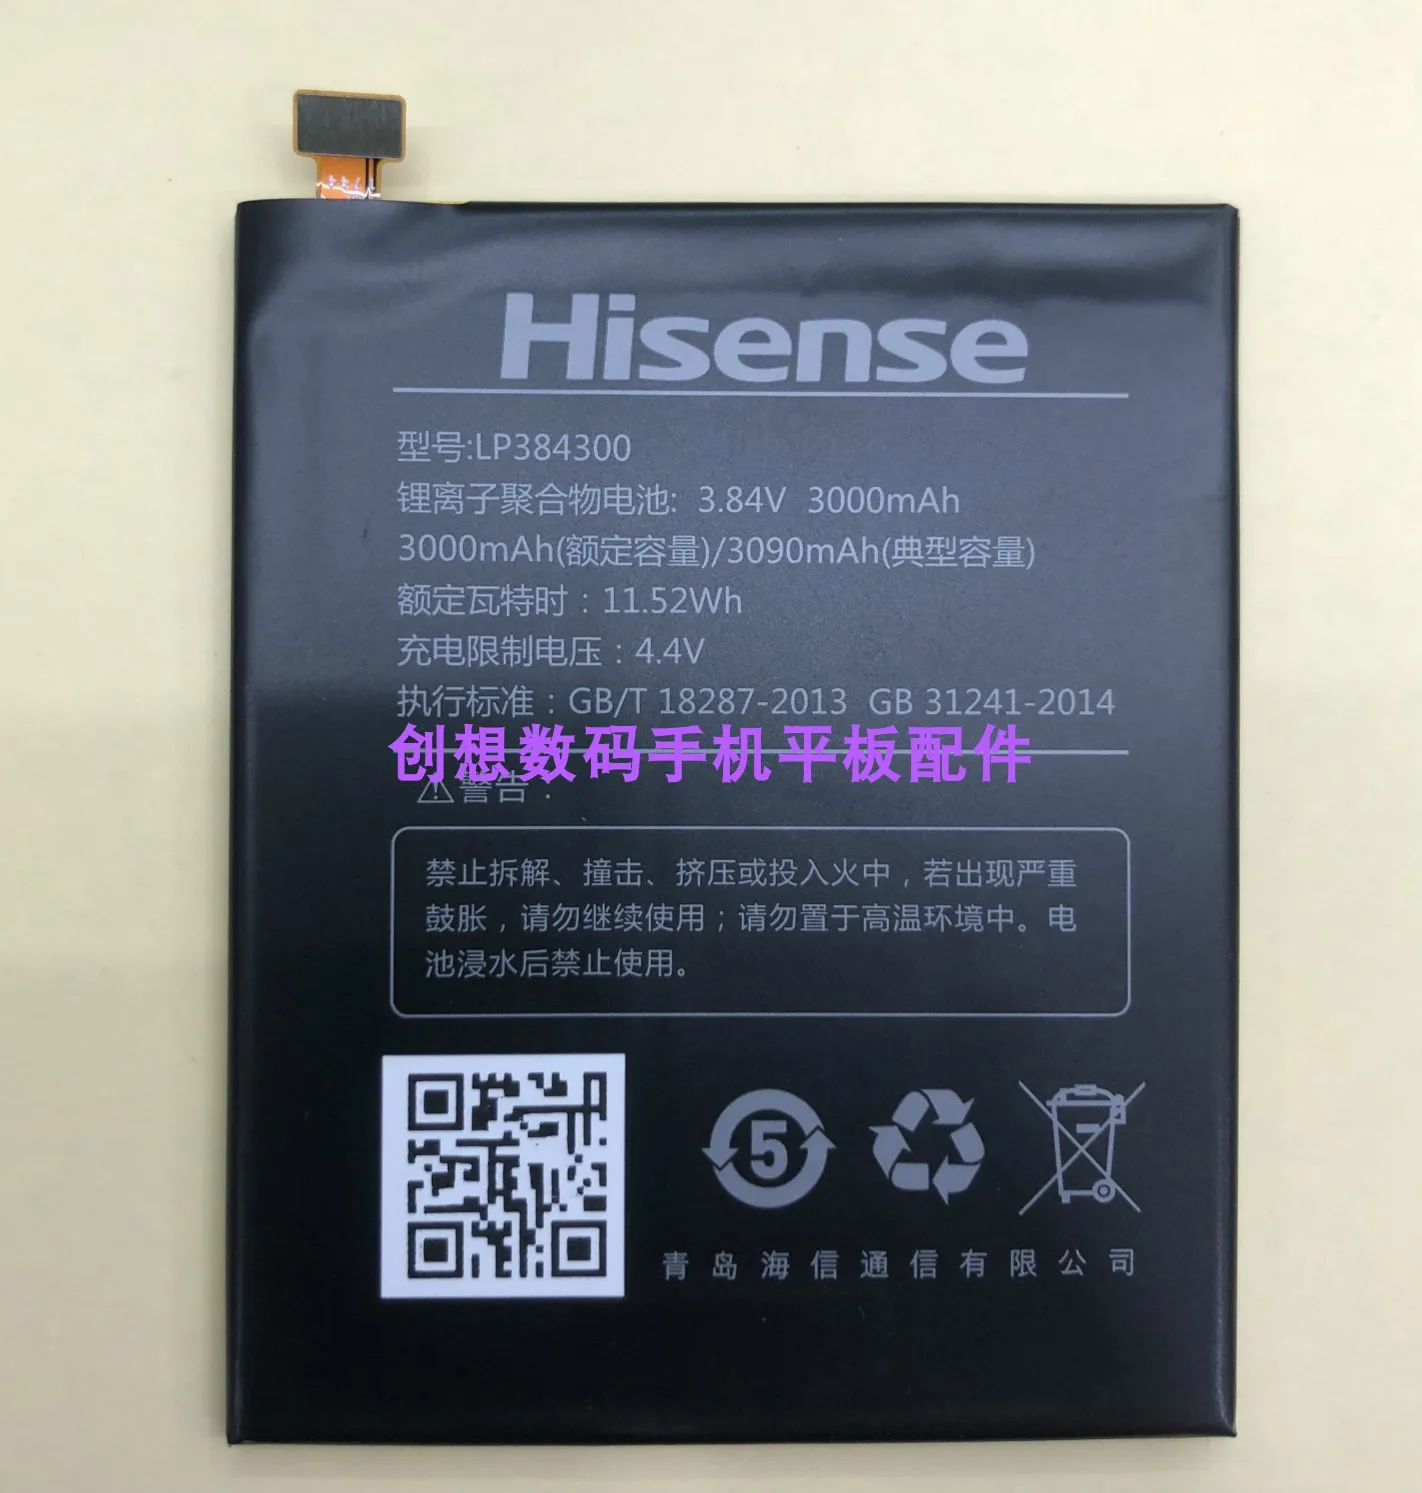 Hisense
型号:LP384300
锂离子聚合物电池: 3.84V 3000mAh
3000mAh(额定容量)/3090mAh(典型容量)
额定瓦特时：11.52Wh
充电限制电压：4.4V
执行标准：GB/T 18287-2013 GB 31241-2014
创想数码手机平板配件
警告：
禁止拆解、撞击、挤压或投入火中，若出现严重
鼓胀，请勿继续使用；请勿置于高温环境中。电
池浸水后禁止使用。
5
青岛海信通信有限公司